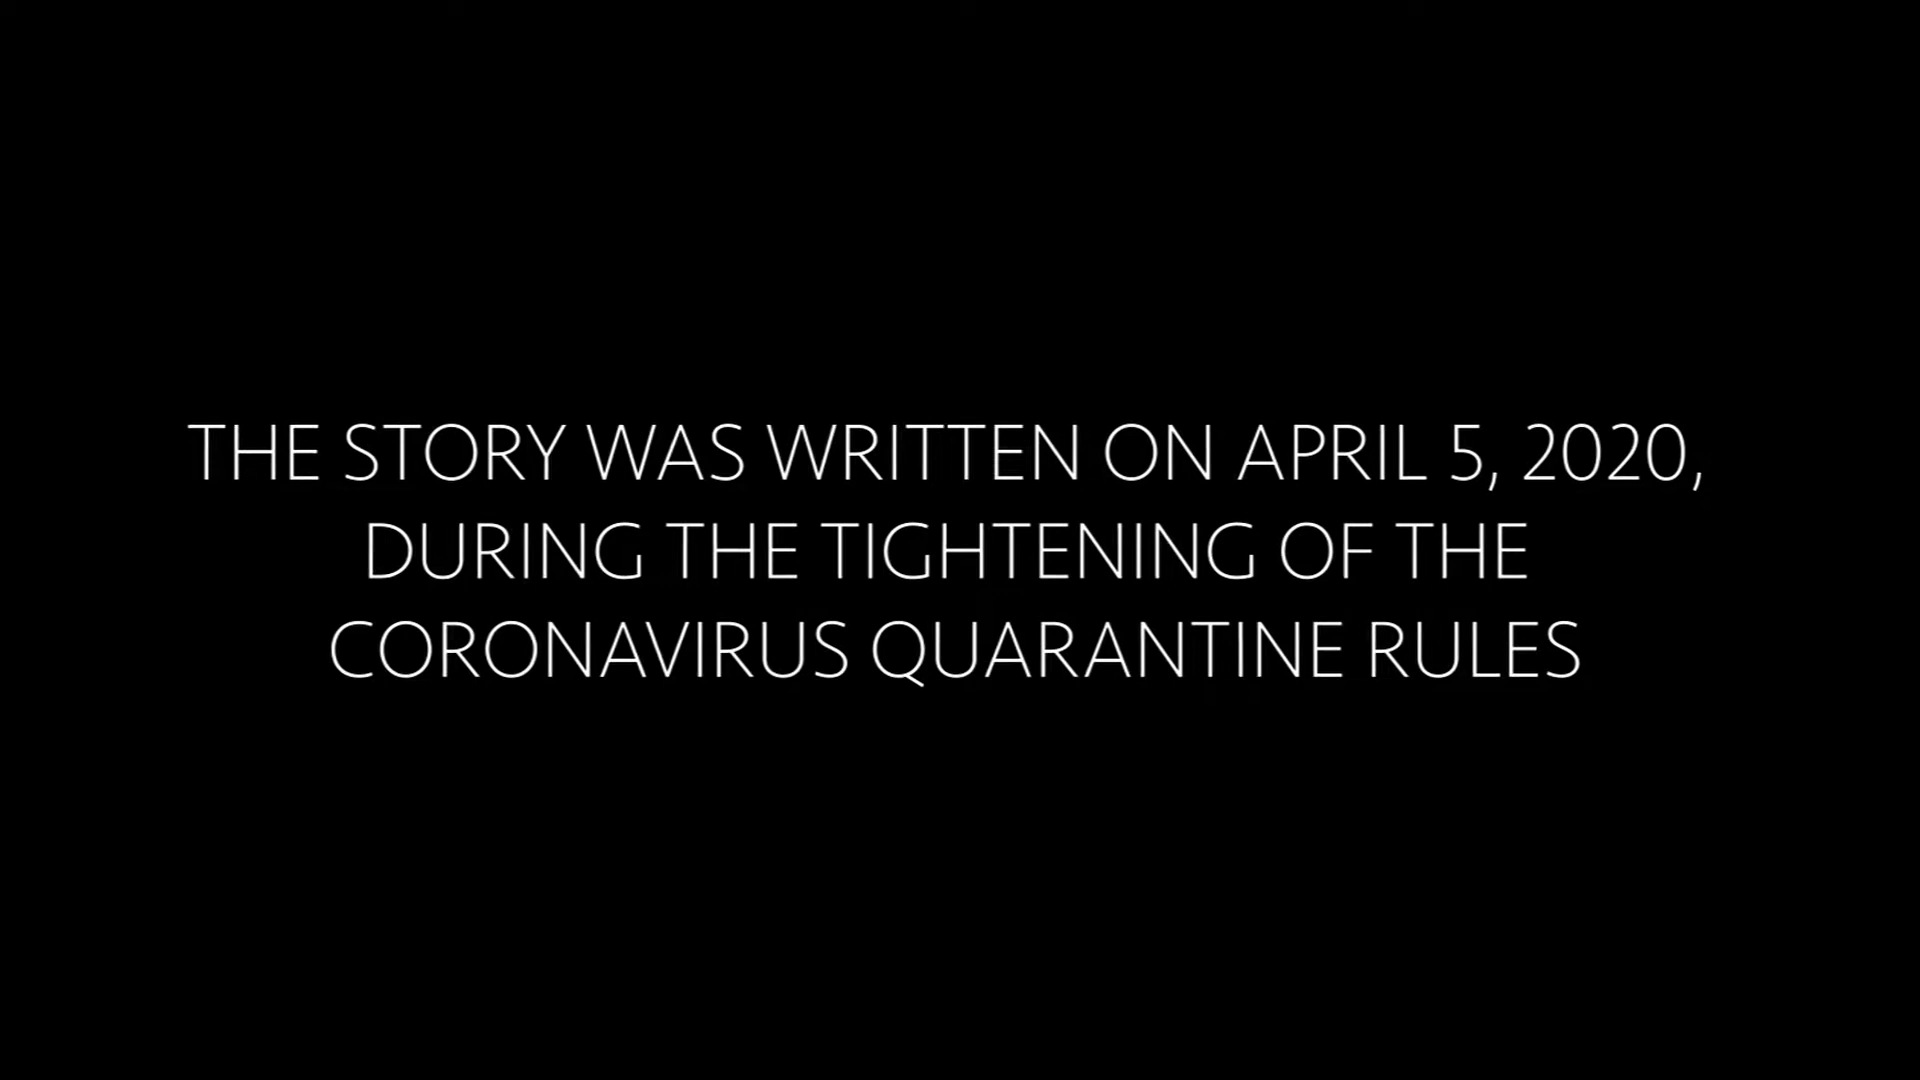 THE STORY WAS WRITTEN ON APRIL 5, 2020,
DURING THE TIGHTENING OF THE
CORONAVIRUS QUARANTINE RULES